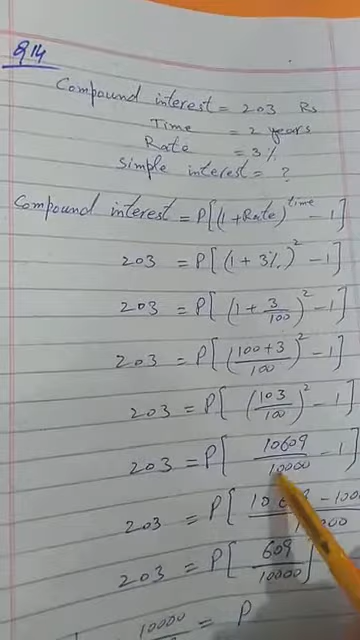 Q14
Compound interest = 203 Rs
Time = 2 years
Rate = 3%
Simple interest = ?
Compound interest = P[(1+Rate)^time - 1]
203 = P[(1 + 3%)^2 - 1]
203 = P[(1 + 3/100)^2 - 1]
203 = P[(100+3/100)^2 - 1]
203 = P[(103/100)^2 - 1]
203 = P[10609/10000 - 1]
203 = P[
203 = P[609/10000]
10000 = P